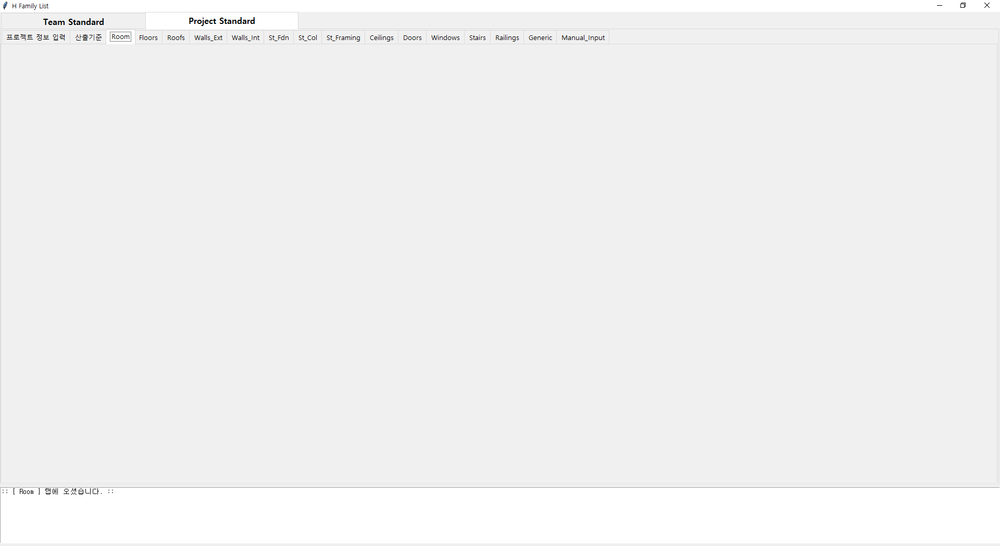 H Family List
Team Standard Project Standard
프로젝트 정보 입력 산출기준 Room Floors Roofs Walls_Ext Walls_Int St_Fdn St_Col St_Framing Ceilings Doors Windows Stairs Railings Generic Manual_Input
:: [ Room ] 탭에 오셨습니다. ::